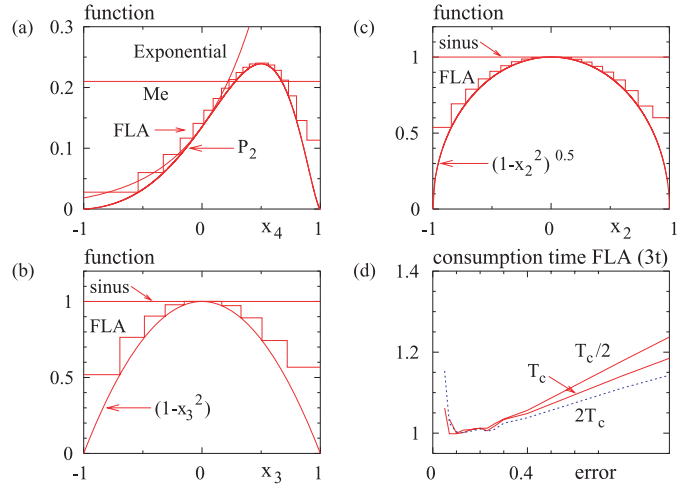 (a)
function
0.3
0.2
0.1
0
Exponential
Me
FLA
P₂
-1
0
x₄
1
(c)
function
sinus
1
FLA
0.5
(1-x₂²) ^0.5
0
-1
0
x₂
1
(b)
function
sinus
1
FLA
0.5
(1-x₃²)
0
-1
0
x₃
1
(d)
consumption time FLA (3t)
1.4
1.2
1
T_c/2
T_c
2T_c
0
0.4
error